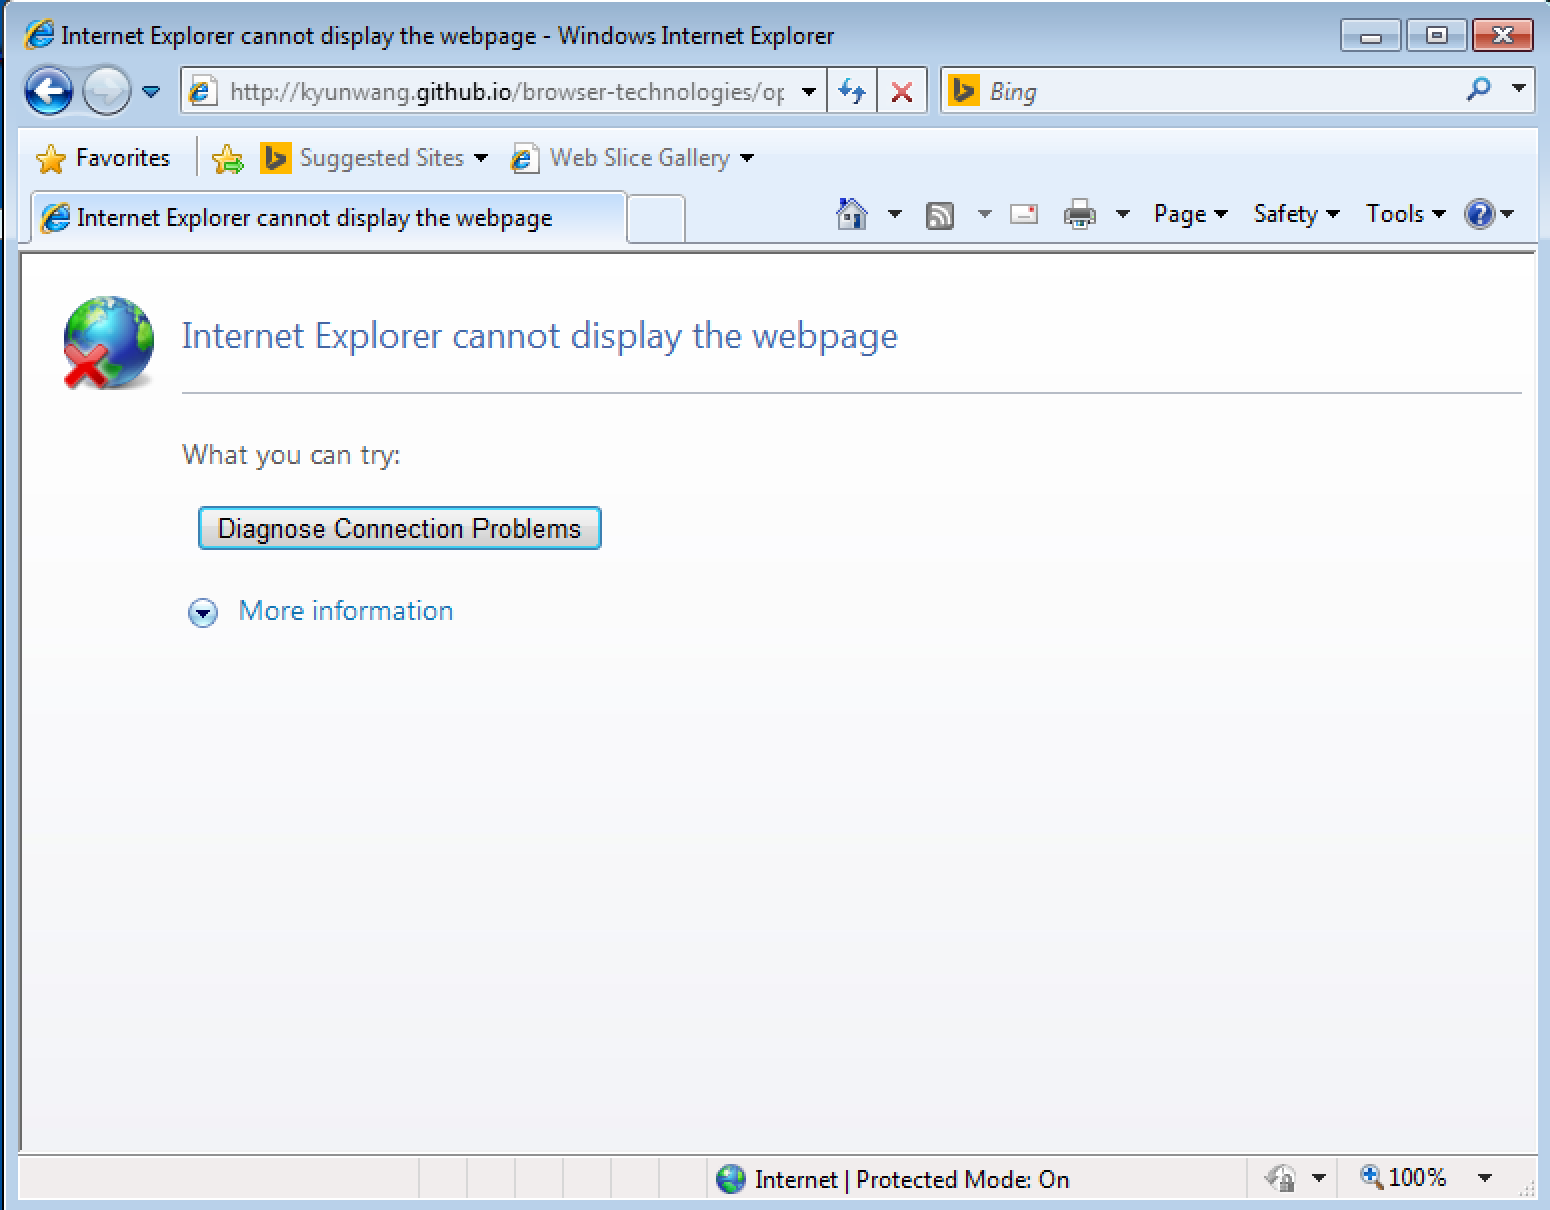 Internet Explorer cannot display the webpage - Windows Internet Explorer
http://kyunwang.github.io/browser-technologies/op
Bing
Favorites
Suggested Sites
Web Slice Gallery
Internet Explorer cannot display the webpage
Page
Safety
Tools
Internet Explorer cannot display the webpage
What you can try:
Diagnose Connection Problems
More information
Internet | Protected Mode: On
100%